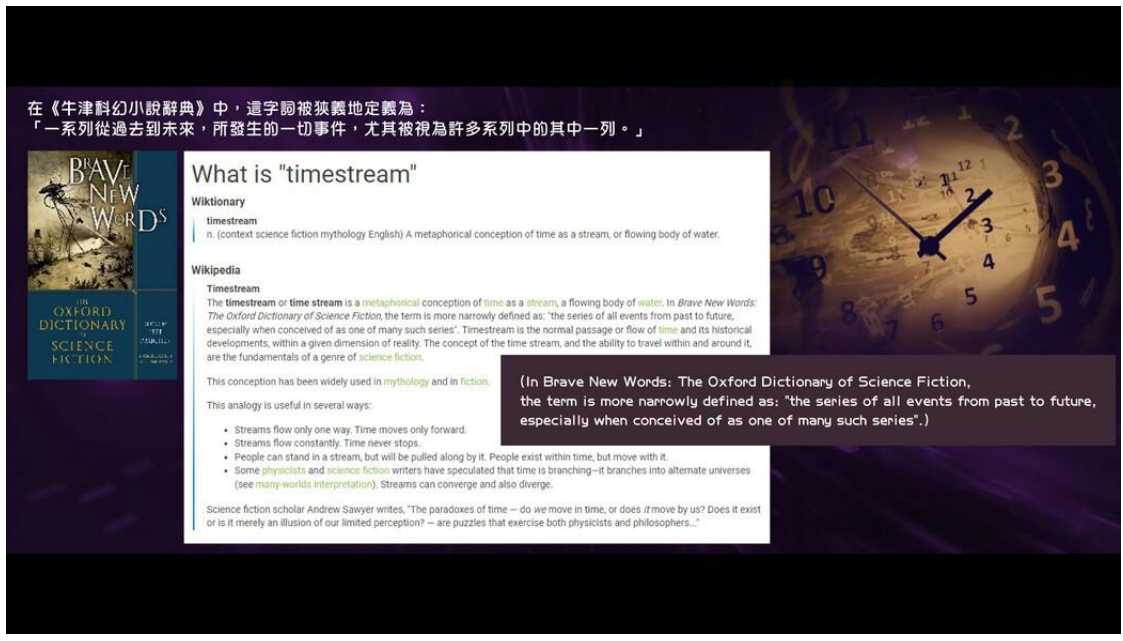 在《牛津科幻小說辭典》中，這字詞被狹義地定義為：
「一系列從過去到未來，所發生的一切事件，尤其被視為許多系列中的其中一列。」
BRAVE
NEW
WORDS
THE
OXFORD
DICTIONARY
OF
SCIENCE
FICTION
What is "timestream"
Wiktionary
timestream
n. (context science fiction mythology English) A metaphorical conception of time as a stream, or flowing body of water.
Wikipedia
Timestream
The timestream or time stream is a metaphorical conception of time as a stream, a flowing body of water. In Brave New Words:
The Oxford Dictionary of Science Fiction, the term is more narrowly defined as: "the series of all events from past to future,
especially when conceived of as one of many such series". Timestream is the normal passage or flow of time and its historical
developments, within a given dimension of reality. The concept of the time stream, and the ability to travel within and around it,
are the fundamentals of a genre of science fiction.
This conception has been widely used in mythology and in fiction.
This analogy is useful in several ways:
• Streams flow only one way. Time moves only forward.
• Streams flow constantly. Time never stops.
• People can stand in a stream, but will be pulled along by it. People exist within time, but move with it.
• Some physicists and science fiction writers have speculated that time is branching—it branches into alternate universes
(see many-worlds interpretation). Streams can converge and also diverge.
Science fiction scholar Andrew Sawyer writes, "The paradoxes of time — do we move in time, or does it move by us? Does it exist
or is it merely an illusion of our limited perception? — are puzzles that exercise both physicists and philosophers..."
(In Brave New Words: The Oxford Dictionary of Science Fiction,
the term is more narrowly defined as: "the series of all events from past to future,
especially when conceived of as one of many such series".)
12
1
11
2
10
3
9
4
8
5
7
6